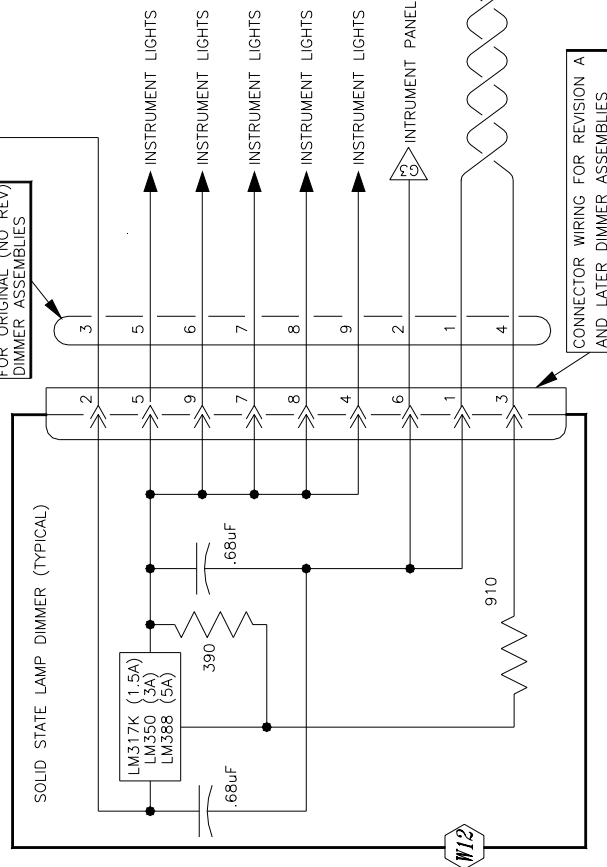 FOR ORIGINAL (NO REV)
DIMMER ASSEMBLIES
INSTRUMENT LIGHTS
INSTRUMENT LIGHTS
INSTRUMENT LIGHTS
INSTRUMENT LIGHTS
INSTRUMENT LIGHTS
G3
INTRUMENT PANEL
3
5
6
7
8
9
2
1
4
CONNECTOR WIRING FOR REVISION A
AND LATER DIMMER ASSEMBLIES
2
5
9
7
8
4
6
1
3
SOLID STATE LAMP DIMMER (TYPICAL)
LM317K (1.5A)
LM350 (3A)
LM388 (5A)
.68uF
390
.68uF
910
W12